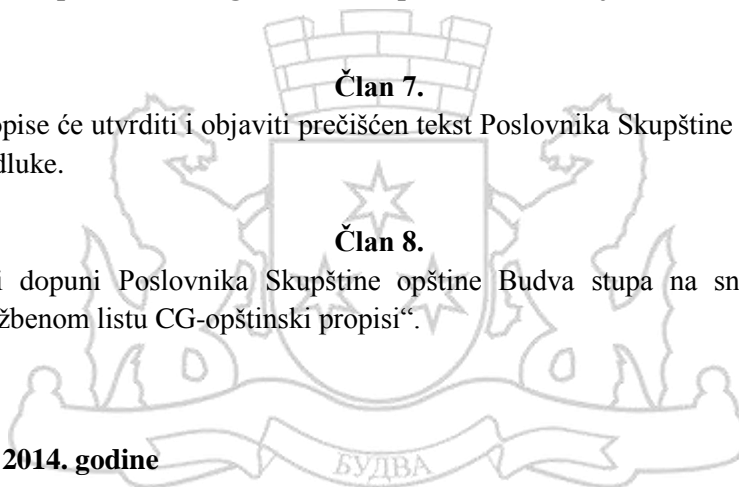 Član 7.
opise će utvrditi i objaviti prečišćen tekst Poslovnika Skupštine
dluke.
Član 8.
i dopuni Poslovnika Skupštine opštine Budva stupa na sn
žbenom listu CG-opštinski propisi“.
2014. godine
БУДВА